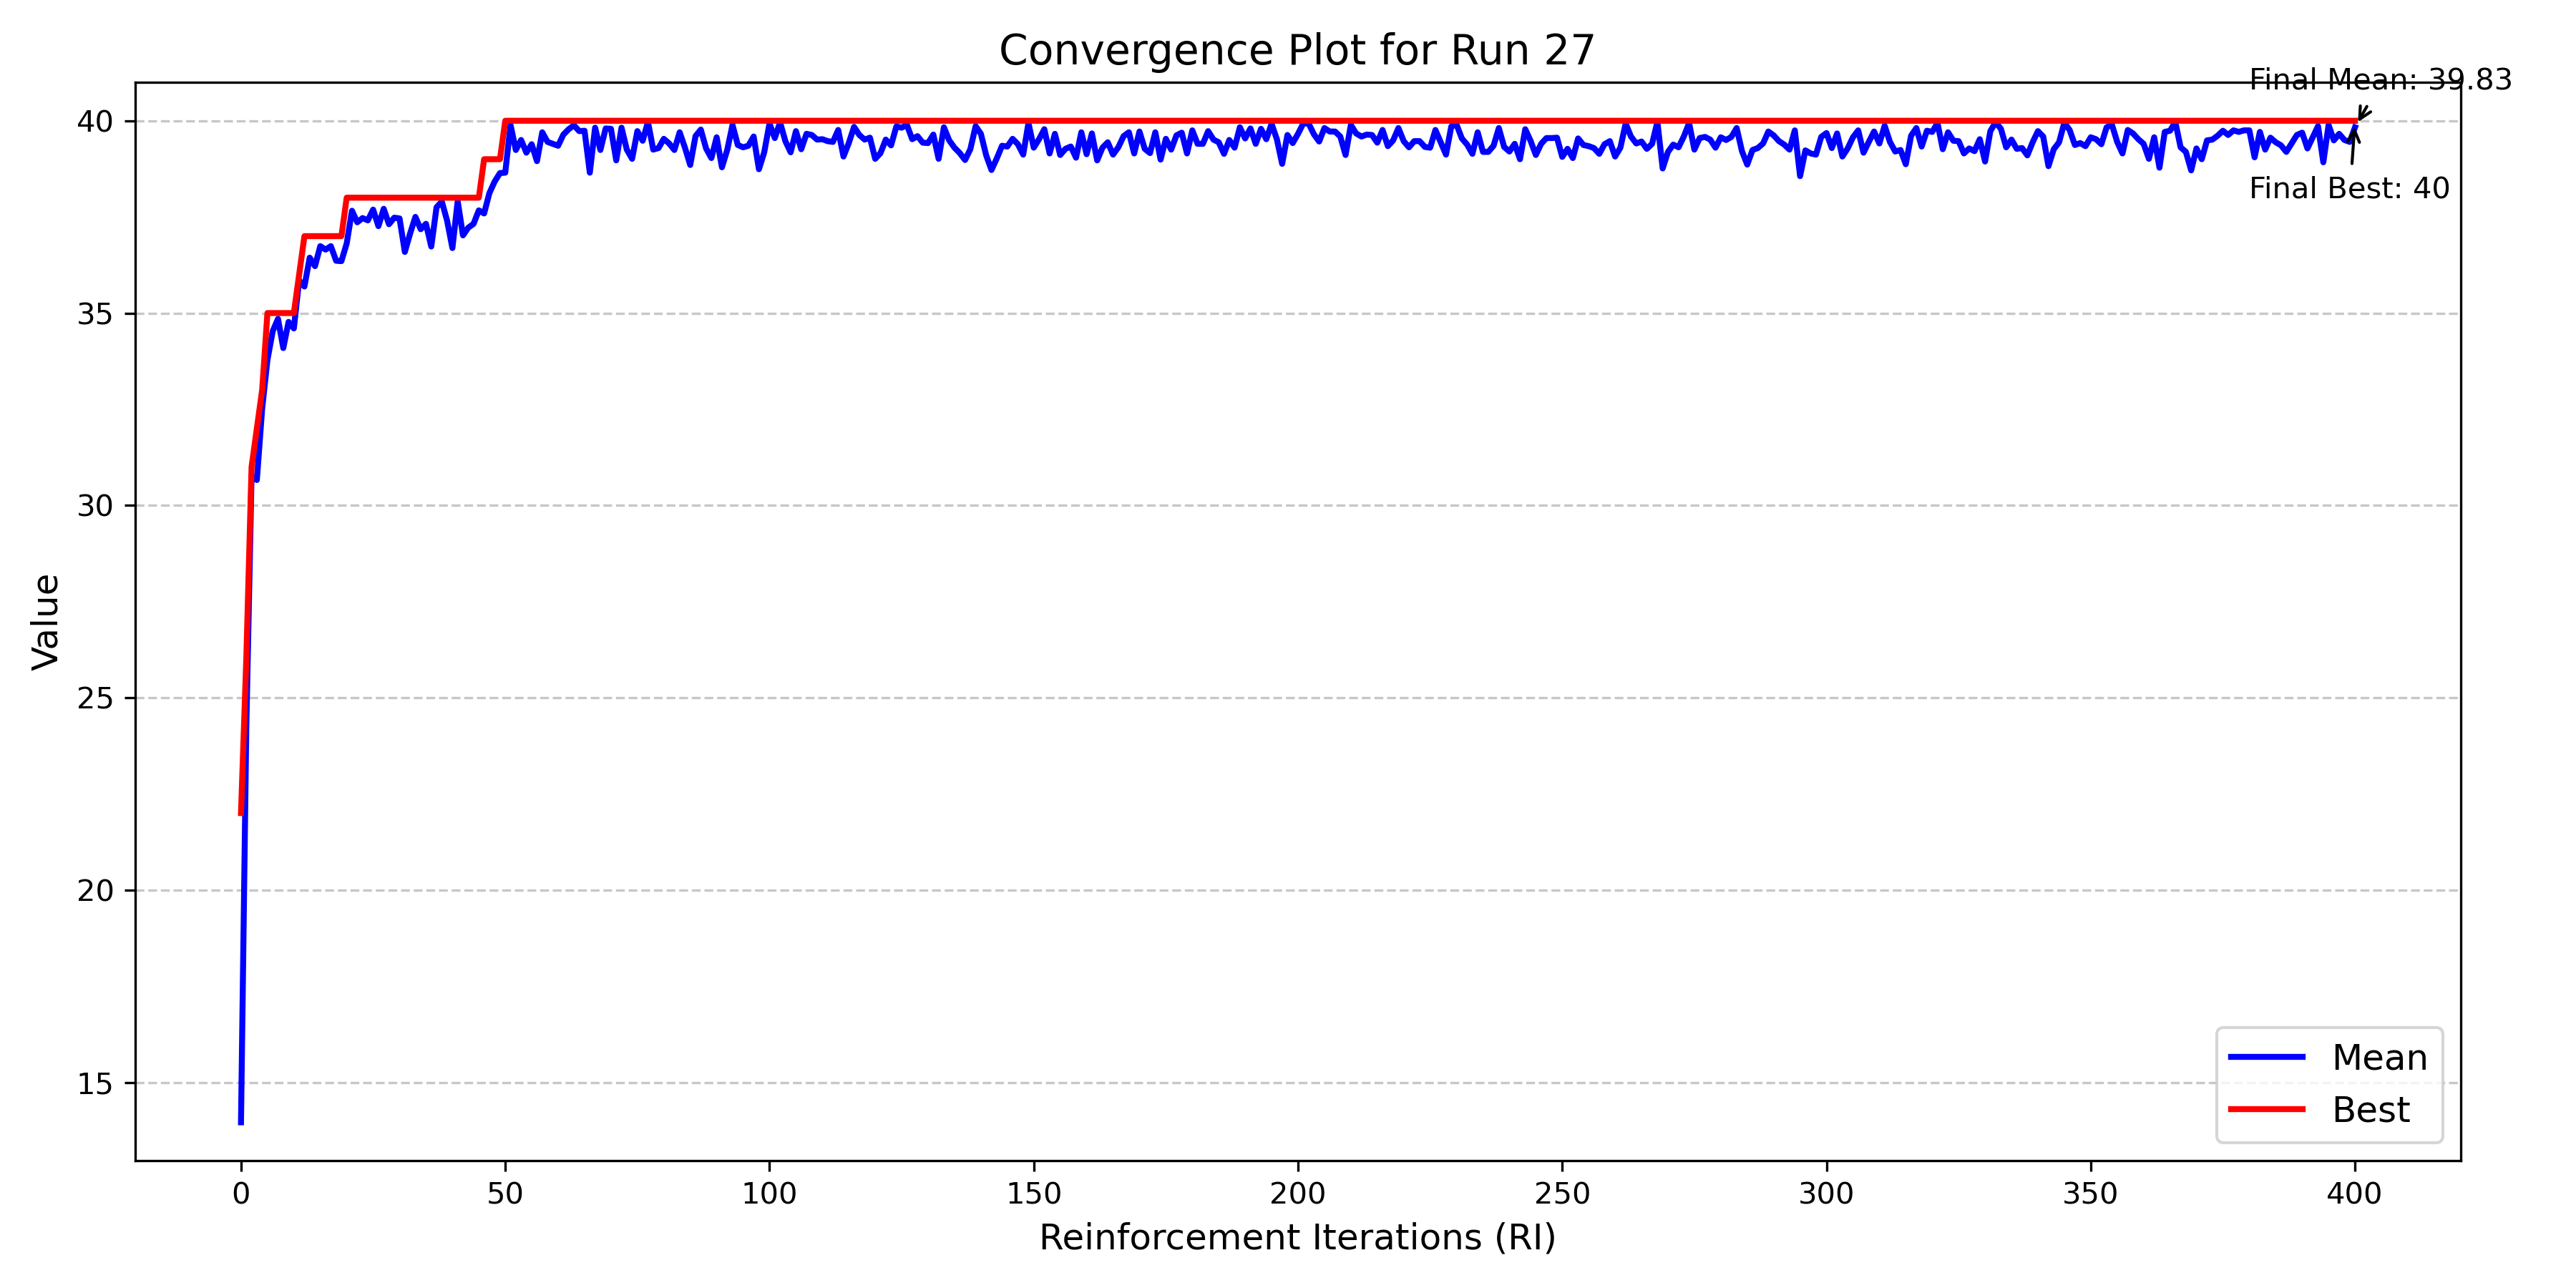 Convergence Plot for Run 27
Final Mean: 39.83
Final Best: 40
40
35
30
25
20
15
Value
0 50 100 150 200 250 300 350 400
Reinforcement Iterations (RI)
Mean
Best